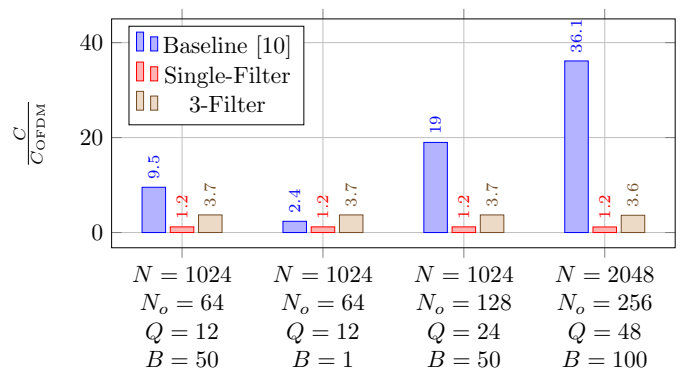 40
20
0
C
C_OFDM
Baseline [10]
Single-Filter
3-Filter
9.5
1.2
3.7
2.4
1.2
3.7
19
1.2
3.7
36.1
1.2
3.6
N = 1024
N_o = 64
Q = 12
B = 50
N = 1024
N_o = 64
Q = 12
B = 1
N = 1024
N_o = 128
Q = 24
B = 50
N = 2048
N_o = 256
Q = 48
B = 100